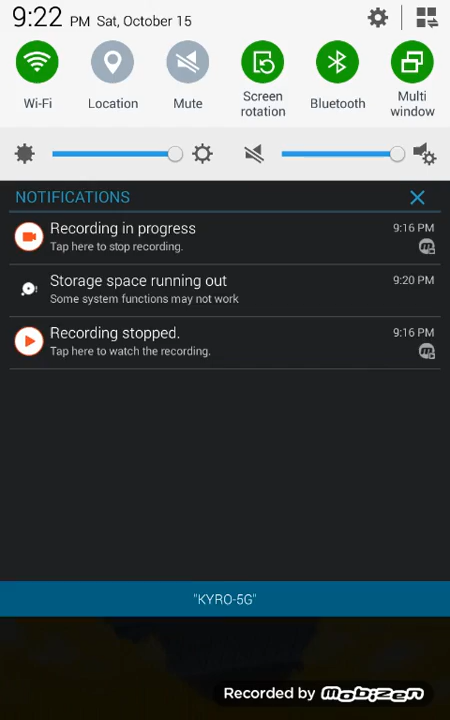 9:22 PM Sat, October 15
Wi-Fi
Location
Mute
Screen
rotation
Bluetooth
Multi
window
NOTIFICATIONS
Recording in progress 9:16 PM
Tap here to stop recording.
Storage space running out 9:20 PM
Some system functions may not work
Recording stopped. 9:16 PM
Tap here to watch the recording.
"KYRO-5G"
Recorded by Mobizen